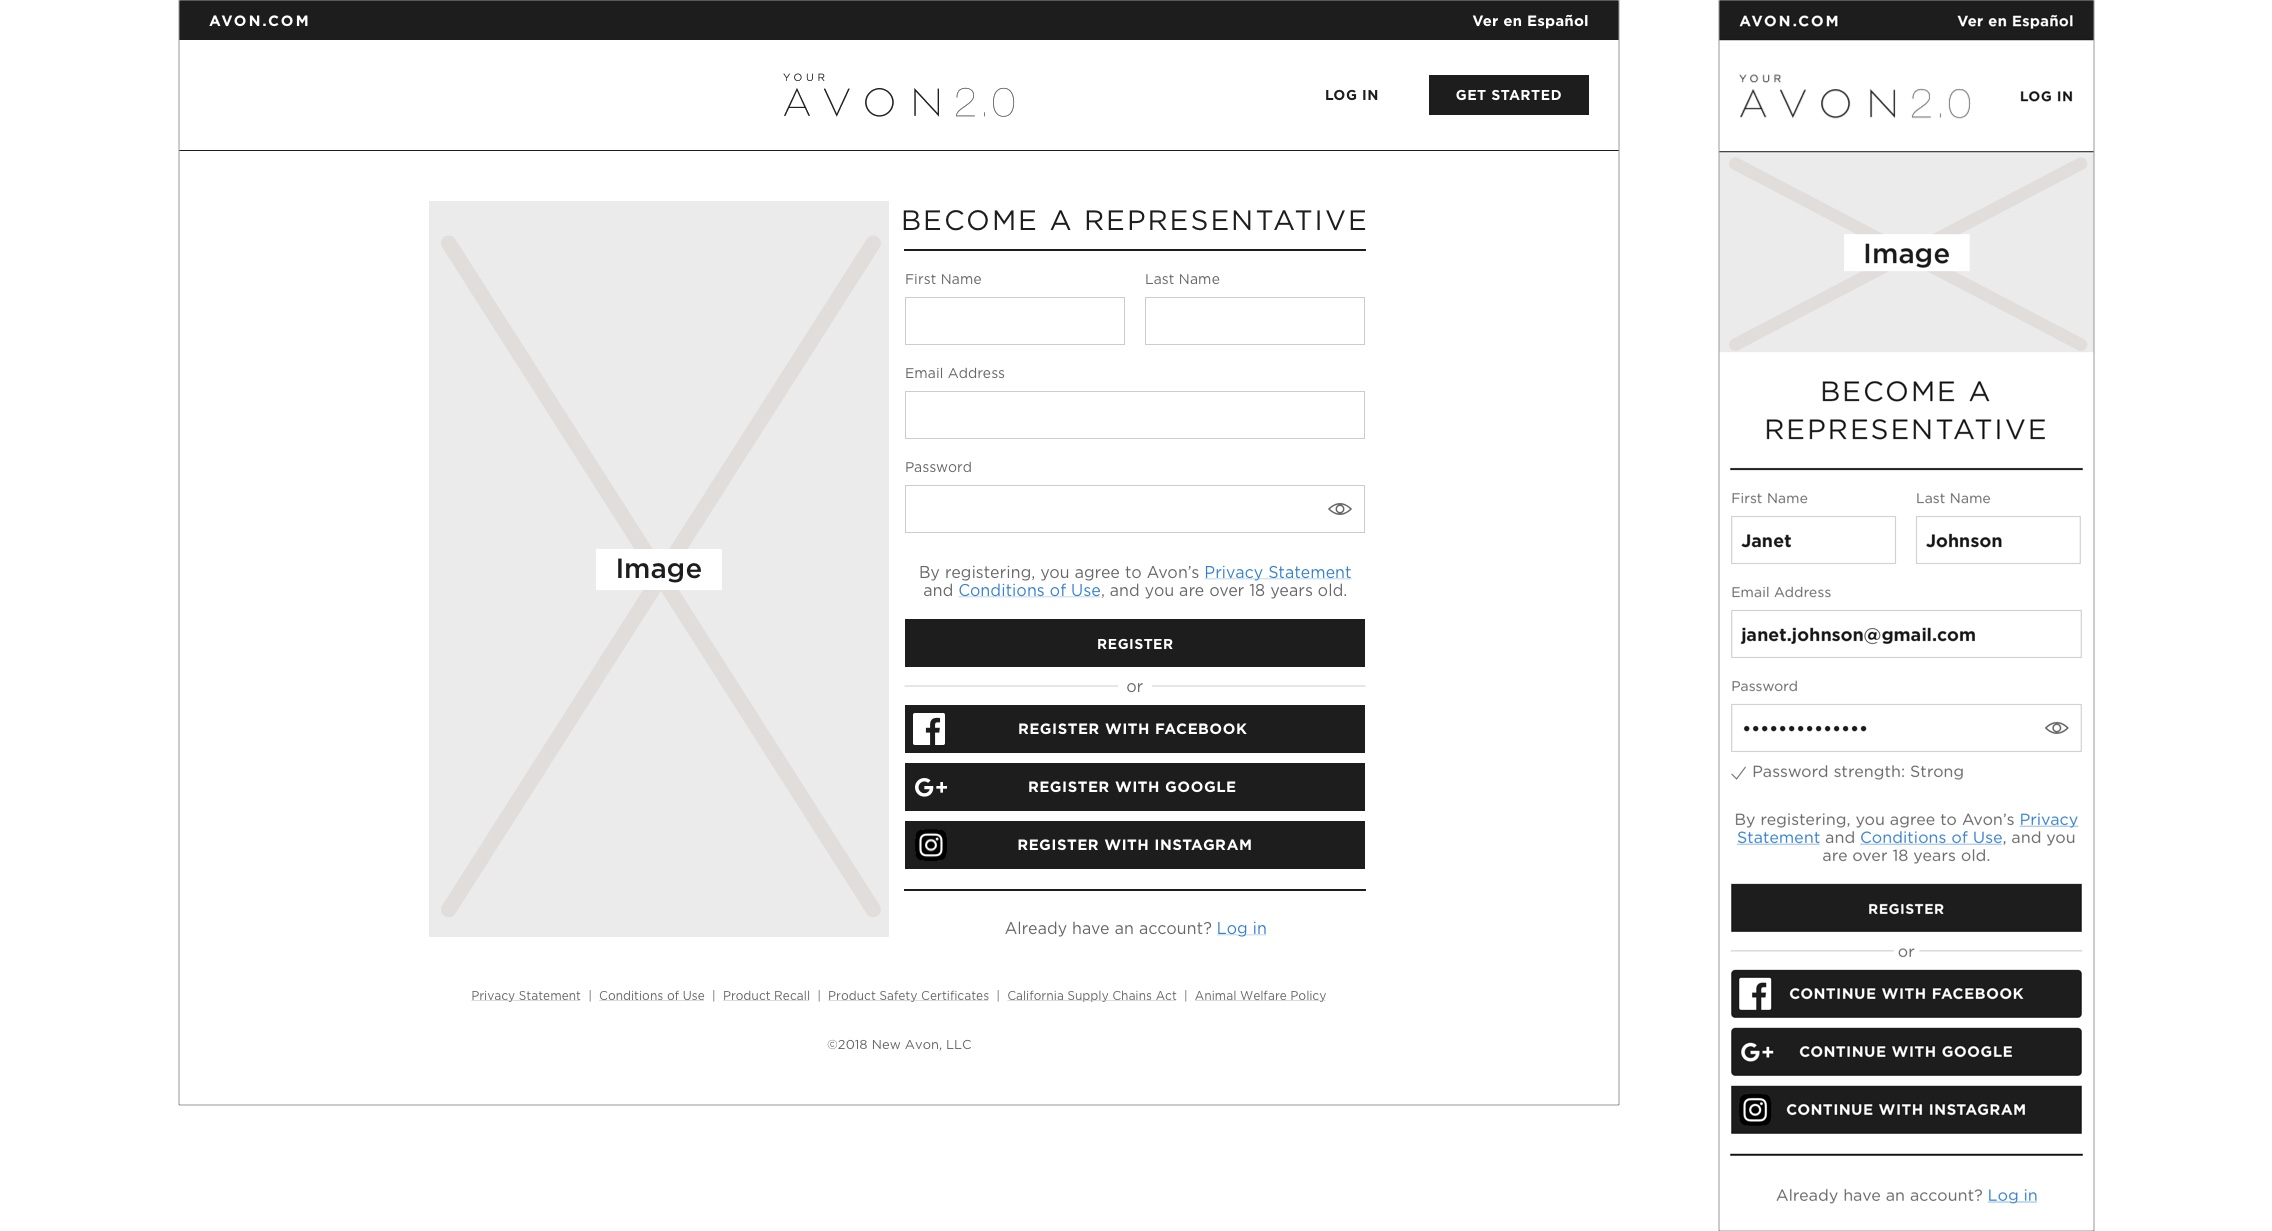 AVON.COM
Ver en Español
YOUR
AVON 2.0
LOG IN
GET STARTED
Image
BECOME A REPRESENTATIVE
First Name
Last Name
Email Address
Password
By registering, you agree to Avon’s Privacy Statement
and Conditions of Use, and you are over 18 years old.
REGISTER
or
REGISTER WITH FACEBOOK
G+
REGISTER WITH GOOGLE
REGISTER WITH INSTAGRAM
Already have an account? Log in
Privacy Statement | Conditions of Use | Product Recall | Product Safety Certificates | California Supply Chains Act | Animal Welfare Policy
©2018 New Avon, LLC
AVON.COM
Ver en Español
YOUR
AVON 2.0
LOG IN
Image
BECOME A
REPRESENTATIVE
First Name
Last Name
Janet
Johnson
Email Address
janet.johnson@gmail.com
Password
••••••••••••••
Password strength: Strong
By registering, you agree to Avon’s Privacy
Statement and Conditions of Use, and you
are over 18 years old.
REGISTER
or
CONTINUE WITH FACEBOOK
G+
CONTINUE WITH GOOGLE
CONTINUE WITH INSTAGRAM
Already have an account? Log in